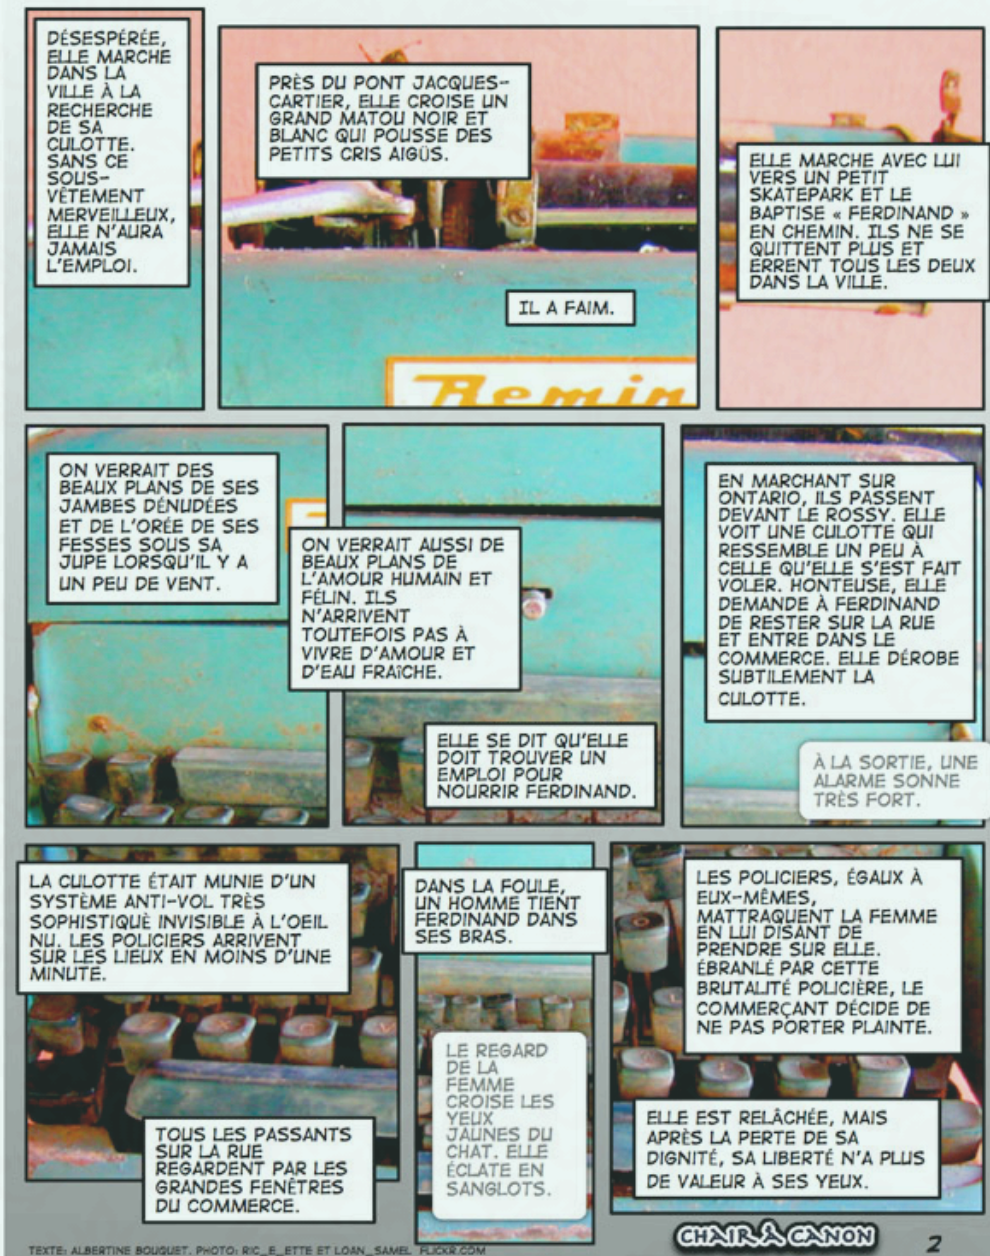 DÉSESPÉRÉE,
ELLE MARCHE
DANS LA
VILLE À LA
RECHERCHE
DE SA
CULOTTE.
SANS CE
SOUS-
VÊTEMENT
MERVEILLEUX,
ELLE N'AURA
JAMAIS
L'EMPLOI.
PRÈS DU PONT JACQUES-
CARTIER, ELLE CROISE UN
GRAND MATOU NOIR ET
BLANC QUI POUSSE DES
PETITS CRIS AIGÜS.
IL A FAIM.
Remin
ELLE MARCHE AVEC LUI
VERS UN PETIT
SKATEPARK ET LE
BAPTISE « FERDINAND »
EN CHEMIN. ILS NE SE
QUITTENT PLUS ET
ERRENT TOUS LES DEUX
DANS LA VILLE.
ON VERRAIT DES
BEAUX PLANS DE SES
JAMBES DÉNUDÉES
ET DE L'ORÉE DE SES
FESSES SOUS SA
JUPE LORSQU'IL Y A
UN PEU DE VENT.
ON VERRAIT AUSSI DE
BEAUX PLANS DE
L'AMOUR HUMAIN ET
FÉLIN. ILS
N'ARRIVENT
TOUTEFOIS PAS À
VIVRE D'AMOUR ET
D'EAU FRAÎCHE.
ELLE SE DIT QU'ELLE
DOIT TROUVER UN
EMPLOI POUR
NOURRIR FERDINAND.
EN MARCHANT SUR
ONTARIO, ILS PASSENT
DEVANT LE ROSSY. ELLE
VOIT UNE CULOTTE QUI
RESSEMBLE UN PEU À
CELLE QU'ELLE S'EST FAIT
VOLER. HONTEUSE, ELLE
DEMANDE À FERDINAND
DE RESTER SUR LA RUE
ET ENTRE DANS LE
COMMERCE. ELLE DÉROBE
SUBTILEMENT LA
CULOTTE.
À LA SORTIE, UNE
ALARME SONNE
TRÈS FORT.
LA CULOTTE ÉTAIT MUNIE D'UN
SYSTÈME ANTI-VOL TRÈS
SOPHISTIQUÈ INVISIBLE À L'OEIL
NU. LES POLICIERS ARRIVENT
SUR LES LIEUX EN MOINS D'UNE
MINUTE.
TOUS LES PASSANTS
SUR LA RUE
REGARDENT PAR LES
GRANDES FENÊTRES
DU COMMERCE.
DANS LA FOULE,
UN HOMME TIENT
FERDINAND DANS
SES BRAS.
LE REGARD
DE LA
FEMME
CROISE LES
YEUX
JAUNES DU
CHAT. ELLE
ÉCLATE EN
SANGLOTS.
LES POLICIERS, ÉGAUX À
EUX-MÊMES,
MATTRAQUENT LA FEMME
EN LUI DISANT DE
PRENDRE SUR ELLE.
ÉBRANLÉ PAR CETTE
BRUTALITÉ POLICIÈRE, LE
COMMERÇANT DÉCIDE DE
NE PAS PORTER PLAINTE.
ELLE EST RELÂCHÉE, MAIS
APRÈS LA PERTE DE SA
DIGNITÉ, SA LIBERTÉ N'A PLUS
DE VALEUR À SES YEUX.
TEXTE: ALBERTINE BOUQUET. PHOTO: RIC_E_ETTE ET LOAN_SAMEL FLICKR.COM
CHAIR À CANON
2